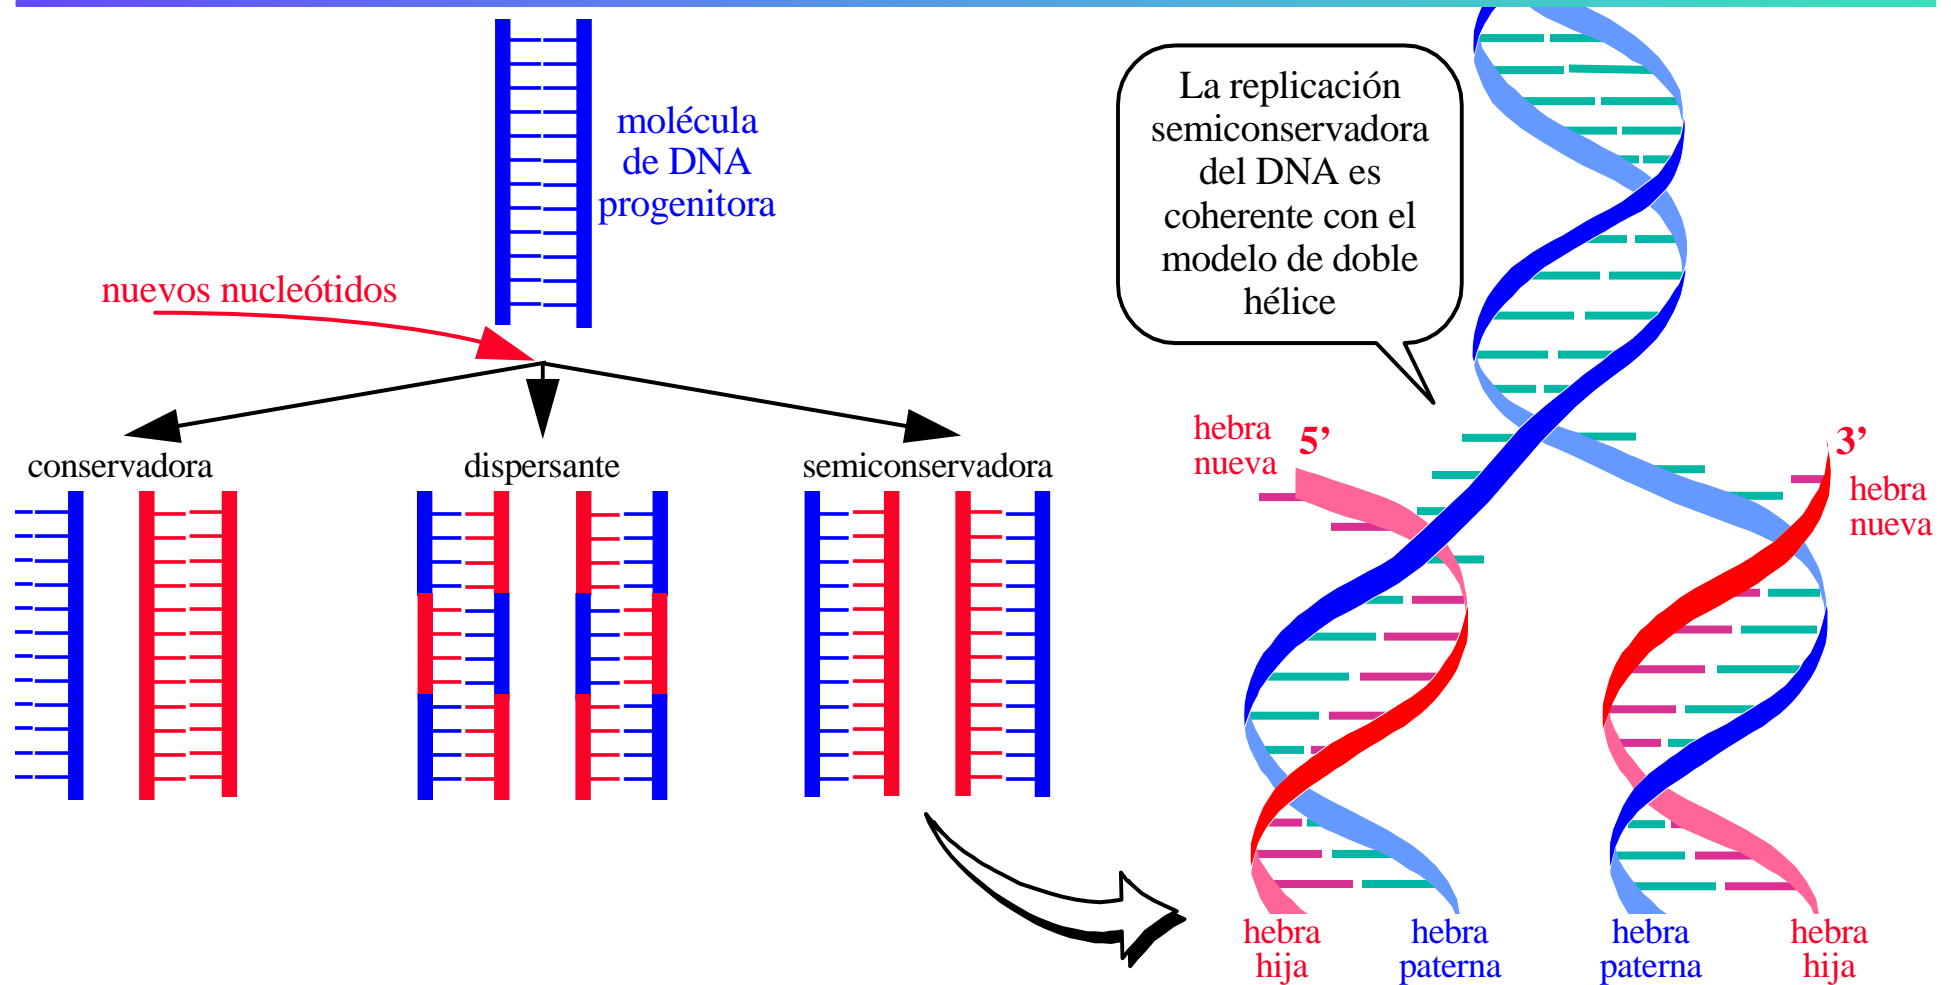 molécula
de DNA
progenitora
nuevos nucleótidos
conservadora
dispersante
semiconservadora
La replicación
semiconservadora
del DNA es
coherente con el
modelo de doble
hélice
hebra
nueva
5’
3’
hebra
nueva
hebra
hija
hebra
paterna
hebra
paterna
hebra
hija